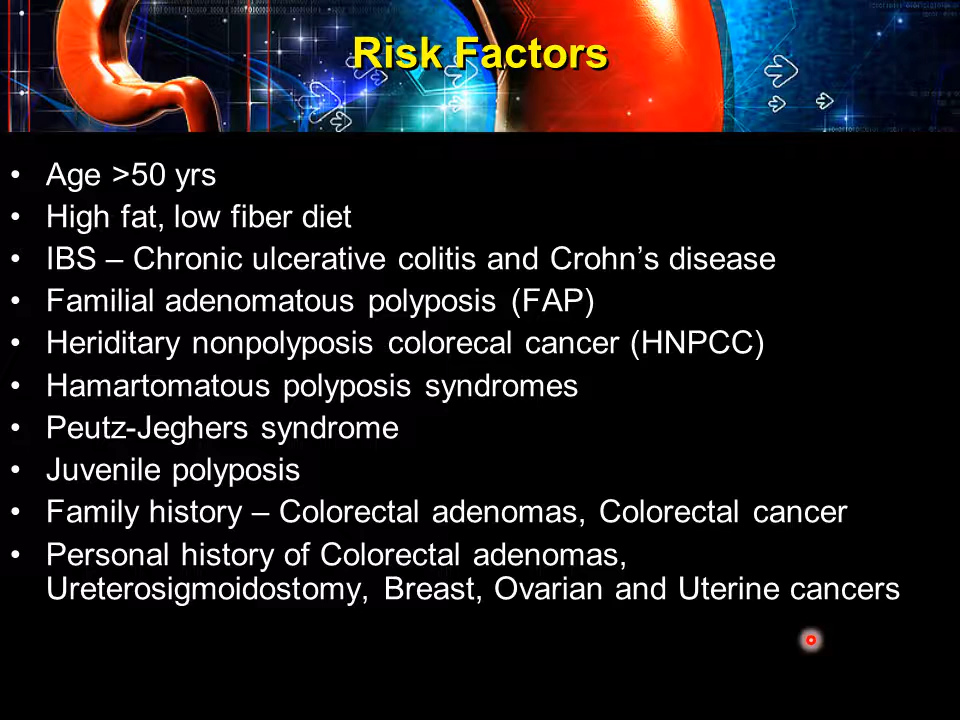 Risk Factors
• Age >50 yrs
• High fat, low fiber diet
• IBS – Chronic ulcerative colitis and Crohn’s disease
• Familial adenomatous polyposis (FAP)
• Heriditary nonpolyposis colorecal cancer (HNPCC)
• Hamartomatous polyposis syndromes
• Peutz-Jeghers syndrome
• Juvenile polyposis
• Family history – Colorectal adenomas, Colorectal cancer
• Personal history of Colorectal adenomas,
Ureterosigmoidostomy, Breast, Ovarian and Uterine cancers